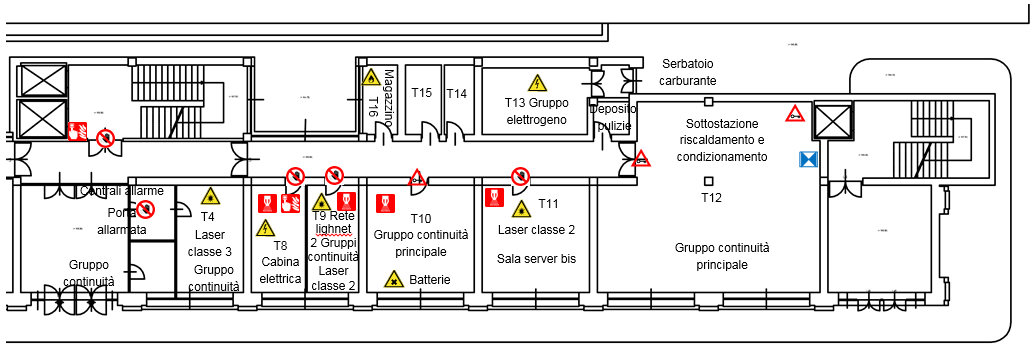 Serbatoio
carburante
Magazzino
T16
T15
T14
T13 Gruppo
elettrogeno
Deposito
pulizie
Sottostazione
riscaldamento e
condizionamento
T12
Gruppo continuità
principale
Centrali allarme
Porta
allarmata
Gruppo
continuità
T4
Laser
classe 3
Gruppo
continuità
T8
Cabina
elettrica
T9 Rete
lighnet
2 Gruppi
continuità
Laser
classe 2
T10
Gruppo continuità
principale
Batterie
T11
Laser classe 2
Sala server bis